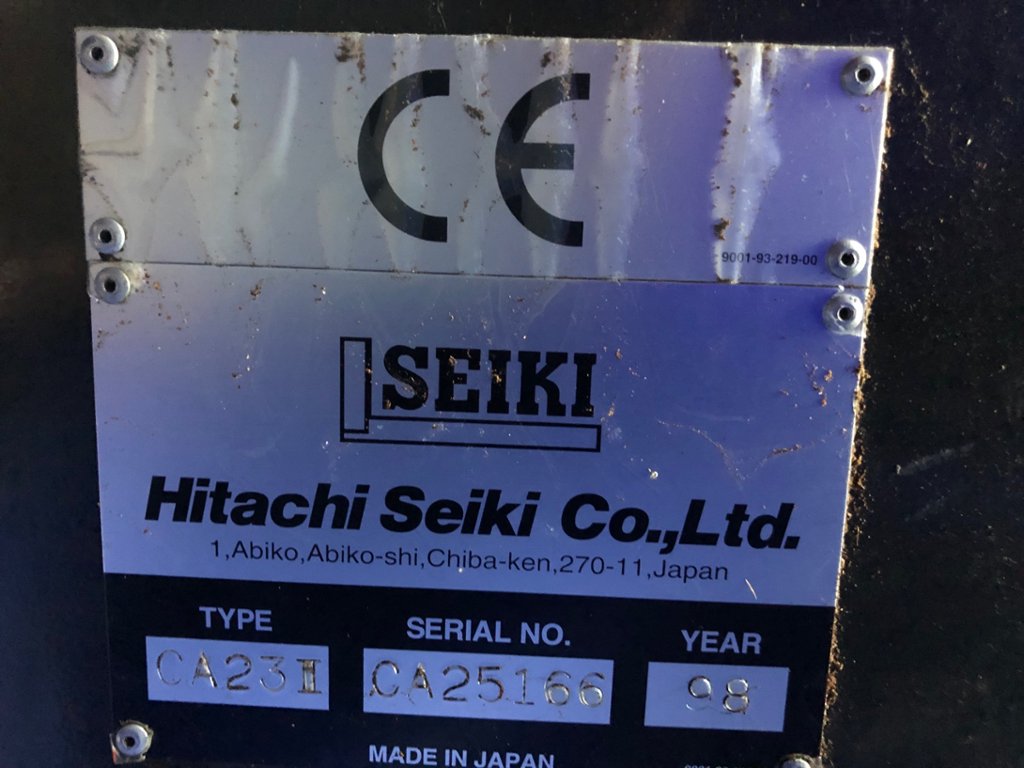 CE
9001-93-219-00
SEIKI
Hitachi Seiki Co.,Ltd.
1,Abiko,Abiko-shi,Chiba-ken,270-11,Japan
TYPE SERIAL NO. YEAR
CA23Ⅱ CA25166 98
MADE IN JAPAN